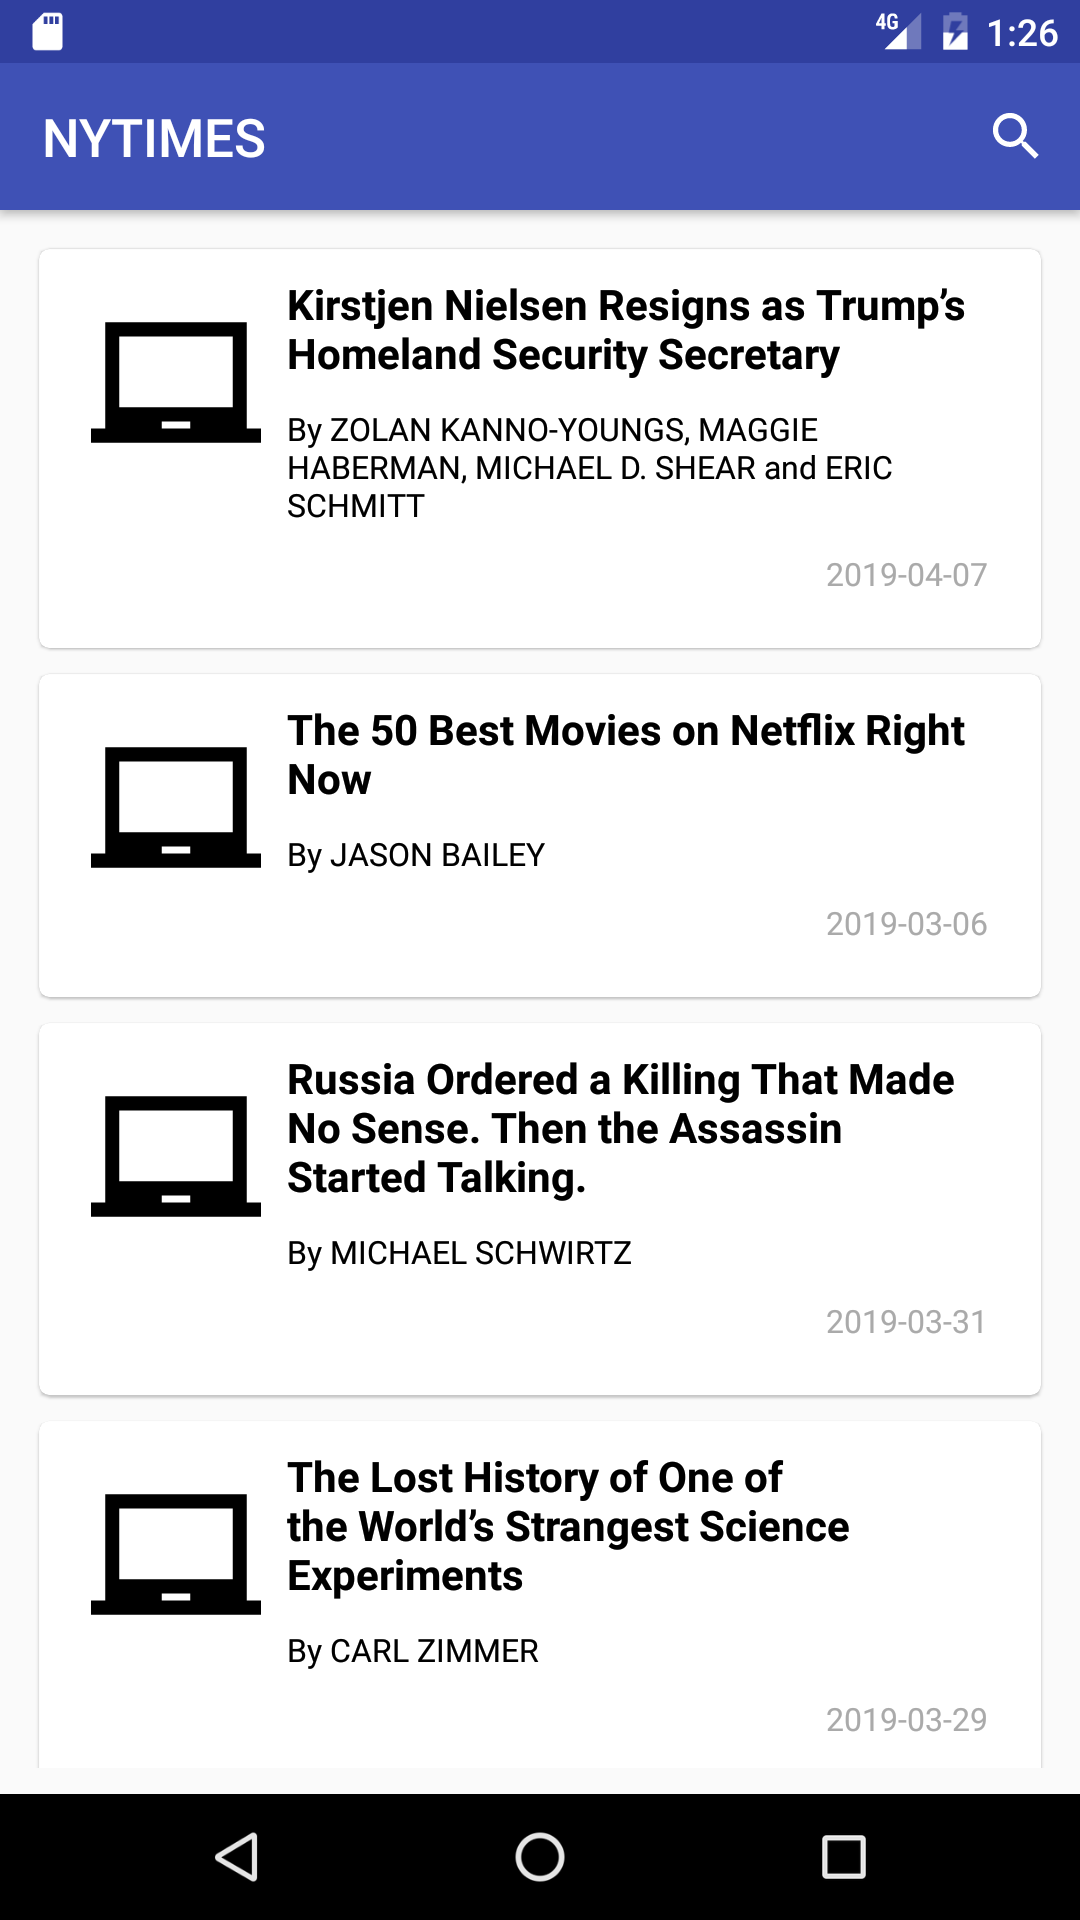 4G 1:26
NYTIMES
Kirstjen Nielsen Resigns as Trump’s
Homeland Security Secretary
By ZOLAN KANNO-YOUNGS, MAGGIE
HABERMAN, MICHAEL D. SHEAR and ERIC
SCHMITT
2019-04-07
The 50 Best Movies on Netflix Right
Now
By JASON BAILEY
2019-03-06
Russia Ordered a Killing That Made
No Sense. Then the Assassin
Started Talking.
By MICHAEL SCHWIRTZ
2019-03-31
The Lost History of One of
the World’s Strangest Science
Experiments
By CARL ZIMMER
2019-03-29